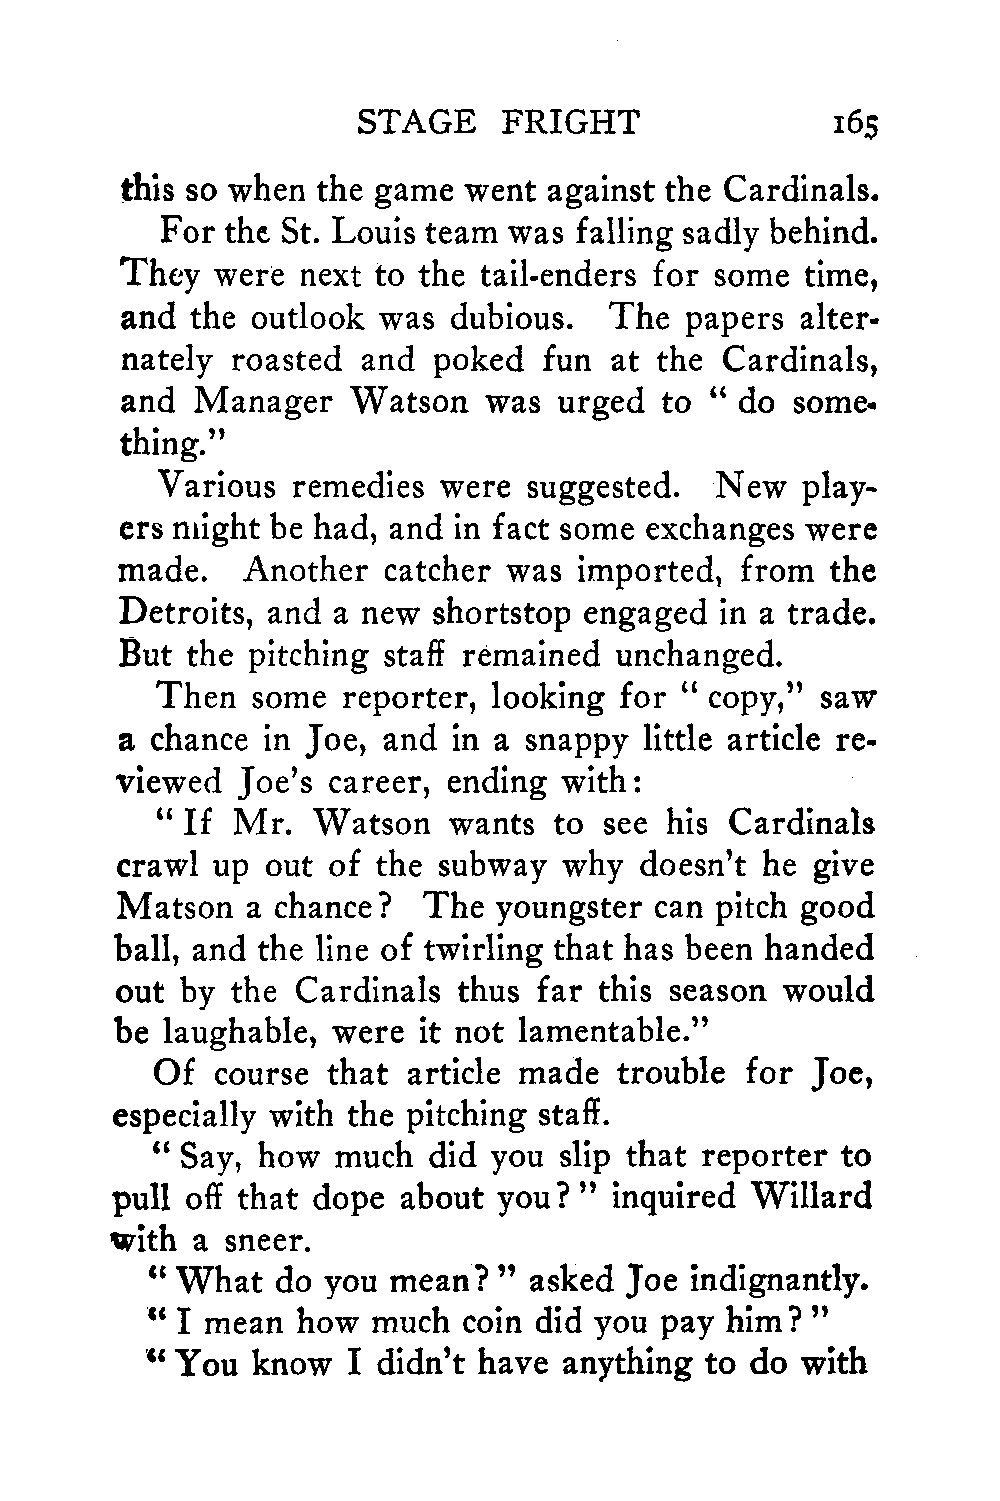 STAGE FRIGHT 165
this so when the game went against the Cardinals.
For the St. Louis team was falling sadly behind.
They were next to the tail-enders for some time,
and the outlook was dubious. The papers alter-
nately roasted and poked fun at the Cardinals,
and Manager Watson was urged to “ do some-
thing.”
Various remedies were suggested. New play-
ers might be had, and in fact some exchanges were
made. Another catcher was imported, from the
Detroits, and a new shortstop engaged in a trade.
But the pitching staff remained unchanged.
Then some reporter, looking for “ copy,” saw
a chance in Joe, and in a snappy little article re-
viewed Joe’s career, ending with:
“ If Mr. Watson wants to see his Cardinals
crawl up out of the subway why doesn’t he give
Matson a chance? The youngster can pitch good
ball, and the line of twirling that has been handed
out by the Cardinals thus far this season would
be laughable, were it not lamentable.”
Of course that article made trouble for Joe,
especially with the pitching staff.
“ Say, how much did you slip that reporter to
pull off that dope about you? ” inquired Willard
with a sneer.
“ What do you mean? ” asked Joe indignantly.
“ I mean how much coin did you pay him? ”
“ You know I didn’t have anything to do with